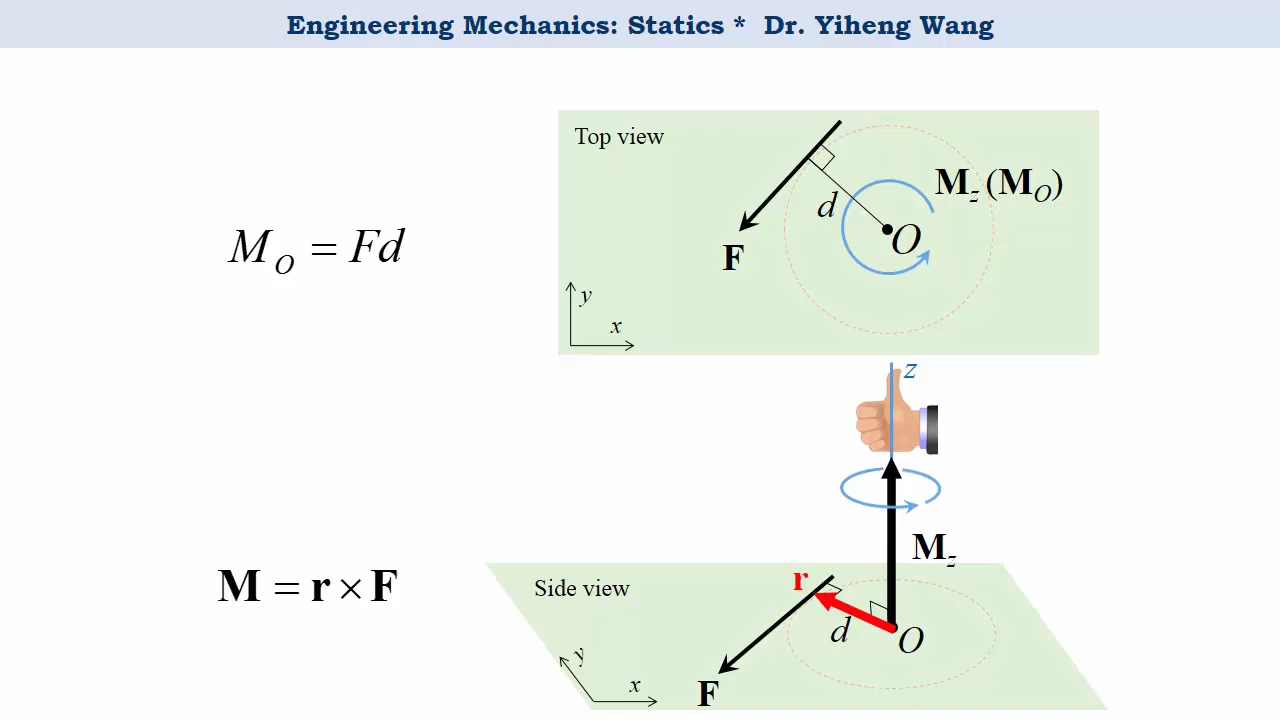 Engineering Mechanics: Statics * Dr. Yiheng Wang
Top view
M_z (M_O)
d
O
F
M_O = Fd
y
x
z
M_z
M = r × F
Side view
r
d
O
y
x
F